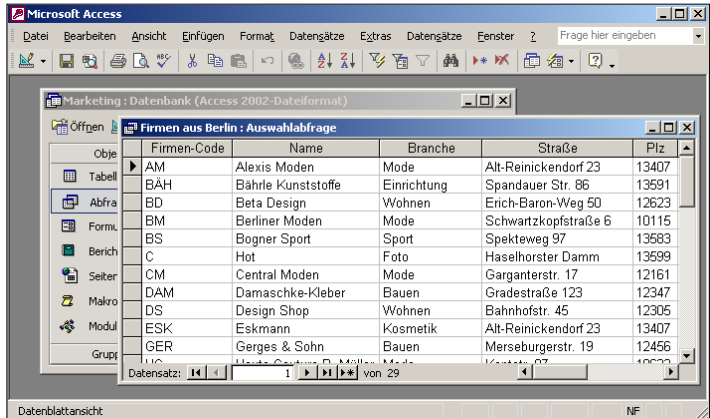 Microsoft Access
Datei Bearbeiten Ansicht Einfügen Format Datensätze Extras Datensätze Fenster ? Frage hier eingeben
Marketing : Datenbank (Access 2002-Dateiformat)
Öffnen
Firmen aus Berlin : Auswahlabfrage
Obje
Tabell
Abfra
Formu
Berich
Seiter
Makro
Modul
Grupp
Firmen-Code Name Branche Straße Plz
AM Alexis Moden Mode Alt-Reinickendorf 23 13407
BÄH Bährle Kunststoffe Einrichtung Spandauer Str. 86 13591
BD Beta Design Wohnen Erich-Baron-Weg 50 12623
BM Berliner Moden Mode Schwartzkopfstraße 6 10115
BS Bogner Sport Sport Spekteweg 97 13583
C Hot Foto Haselhorster Damm 13599
CM Central Moden Mode Garganterstr. 17 12161
DAM Damaschke-Kleber Bauen Gradestraße 123 12347
DS Design Shop Wohnen Bahnhofstr. 45 12305
ESK Eskmann Kosmetik Alt-Reinickendorf 23 13407
GER Gerges & Sohn Bauen Merseburgerstr. 19 12456
Datensatz: 1 von 29
Datenblattansicht NF